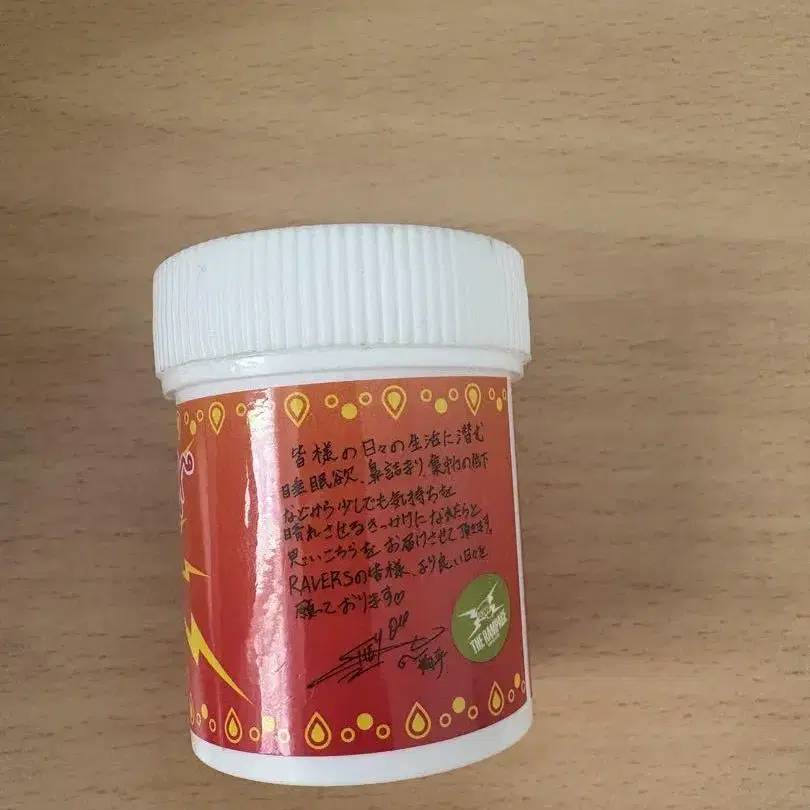 皆様の日々の生活に潜む
睡眠欲、鼻詰まり、集中力の低下
などから少しでも気持ちを
晴れさせるきっかけになれたらと
思いこちらをお届けさせて頂きます。
RAVERSの皆様、より良い日々を
願っております♡
翔平
THE RAMPAGE